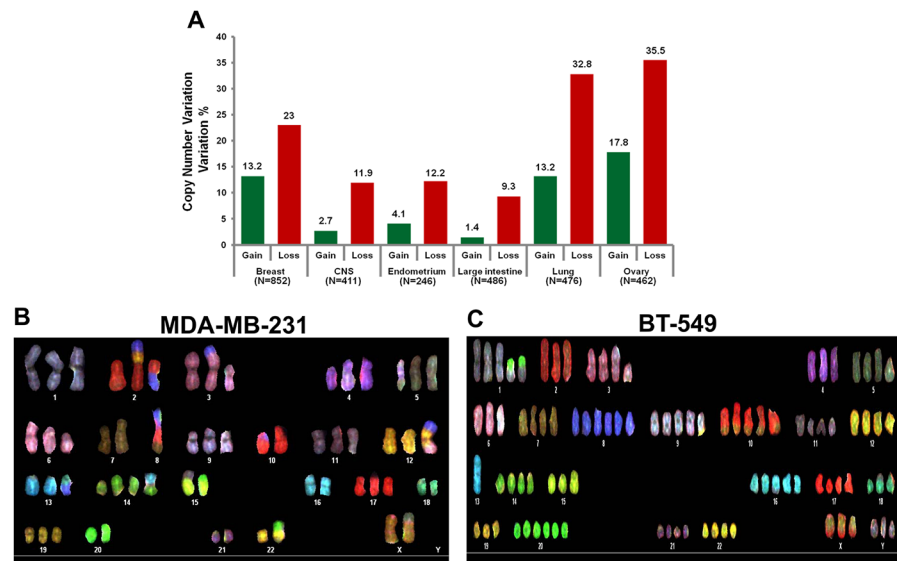 A
Copy Number Variation
Variation %
40
35
30
25
20
15
10
5
0
13.2
23
2.7
11.9
4.1
12.2
1.4
9.3
13.2
32.8
17.8
35.5
Gain Loss Gain Loss Gain Loss Gain Loss Gain Loss Gain Loss
Breast CNS Endometrium Large intestine Lung Ovary
(N=852) (N=411) (N=246) (N=486) (N=476) (N=462)
B
MDA-MB-231
1 2 3 4 5
6 7 8 9 10 11 12
13 14 15 16 17 18
19 20 21 22 X Y
C
BT-549
1 2 3 4 5
6 7 8 9 10 11 12
13 14 15 16 17 18
19 20 21 22 X Y